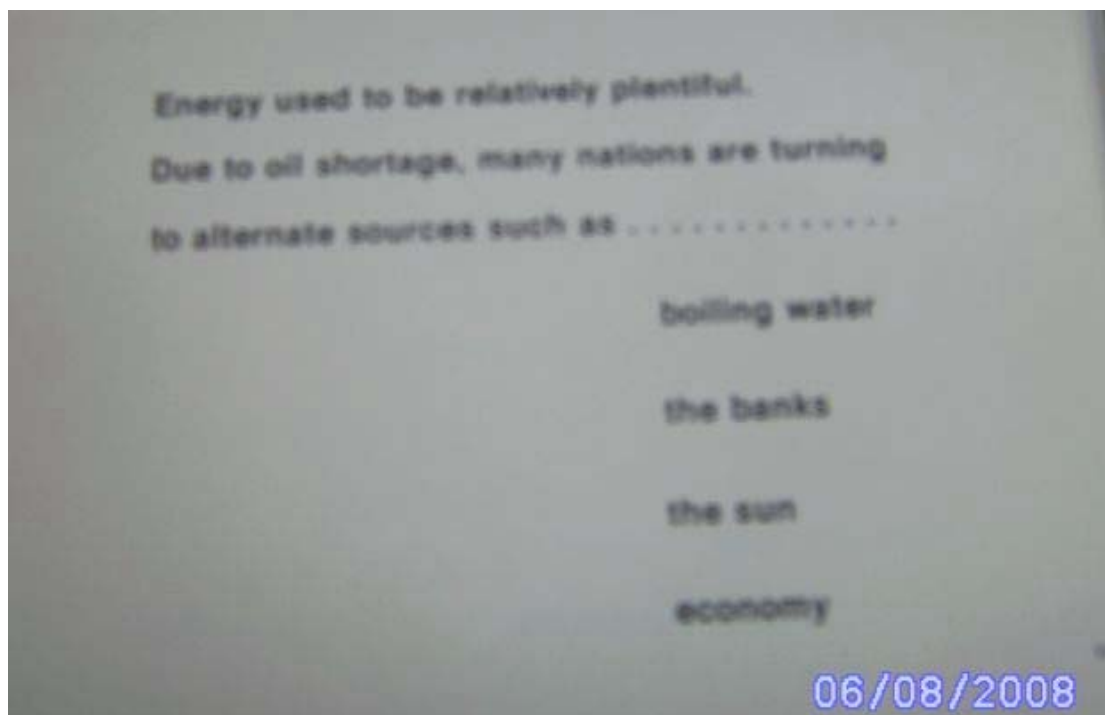 Energy used to be relatively plentiful.
Due to oil shortage, many nations are turning
to alternate sources such as . . . . . . . . . . . . .
boiling water
the banks
the sun
economy
06/08/2008